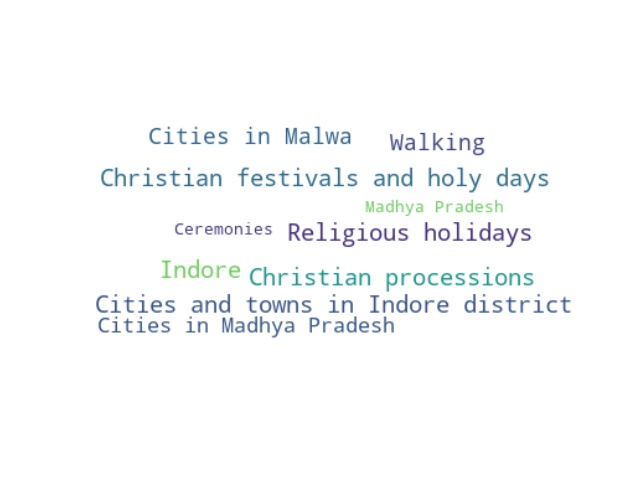 Cities in Malwa
Walking
Christian festivals and holy days
Madhya Pradesh
Ceremonies
Religious holidays
Indore
Christian processions
Cities and towns in Indore district
Cities in Madhya Pradesh